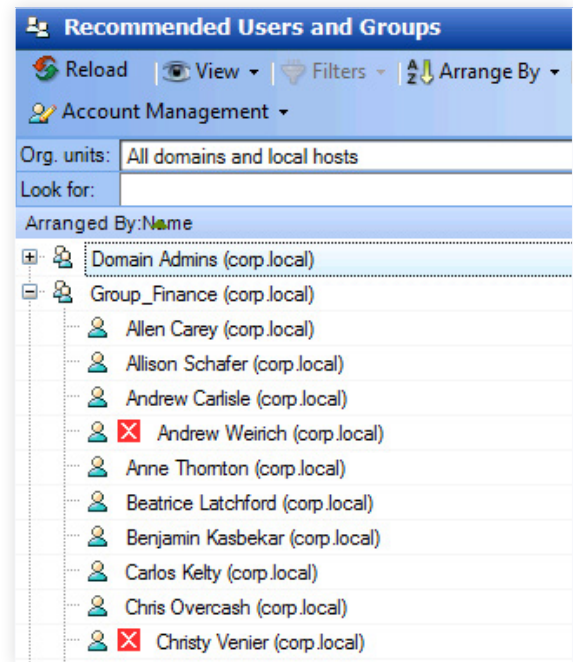 Recommended Users and Groups
Reload View Filters Arrange By
Account Management
Org. units: All domains and local hosts
Look for:
Arranged By:Name
Domain Admins (corp.local)
Group_Finance (corp.local)
Allen Carey (corp.local)
Allison Schafer (corp.local)
Andrew Carlisle (corp.local)
Andrew Weirich (corp.local)
Anne Thornton (corp.local)
Beatrice Latchford (corp.local)
Benjamin Kasbekar (corp.local)
Carlos Kelty (corp.local)
Chris Overcash (corp.local)
Christy Venier (corp.local)